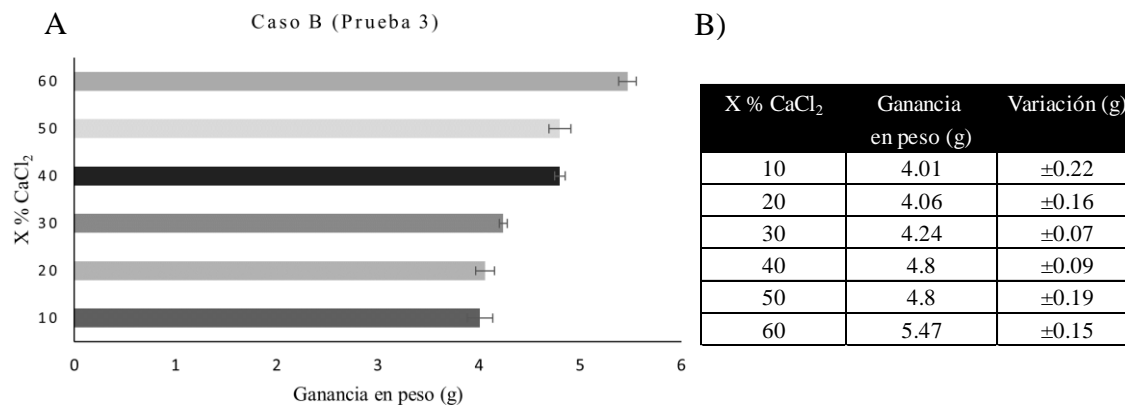 A
Caso B (Prueba 3)
X % CaCl₂
60
50
40
30
20
10
0 1 2 3 4 5 6
Ganancia en peso (g)
B)
X % CaCl₂ Ganancia en peso (g) Variación (g)
10 4.01 ±0.22
20 4.06 ±0.16
30 4.24 ±0.07
40 4.8 ±0.09
50 4.8 ±0.19
60 5.47 ±0.15